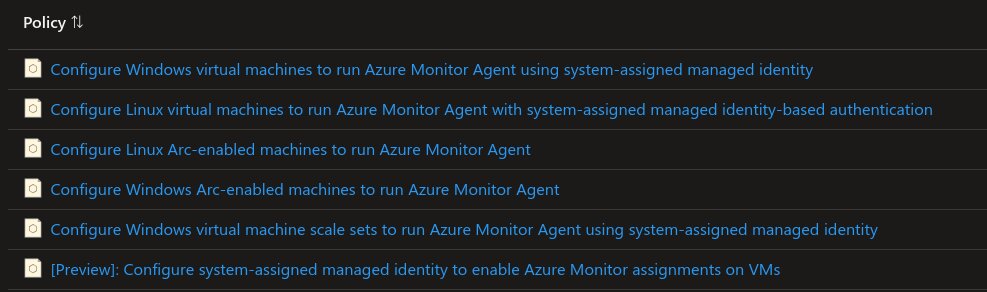 Policy ↑↓
Configure Windows virtual machines to run Azure Monitor Agent using system-assigned managed identity
Configure Linux virtual machines to run Azure Monitor Agent with system-assigned managed identity-based authentication
Configure Linux Arc-enabled machines to run Azure Monitor Agent
Configure Windows Arc-enabled machines to run Azure Monitor Agent
Configure Windows virtual machine scale sets to run Azure Monitor Agent using system-assigned managed identity
[Preview]: Configure system-assigned managed identity to enable Azure Monitor assignments on VMs